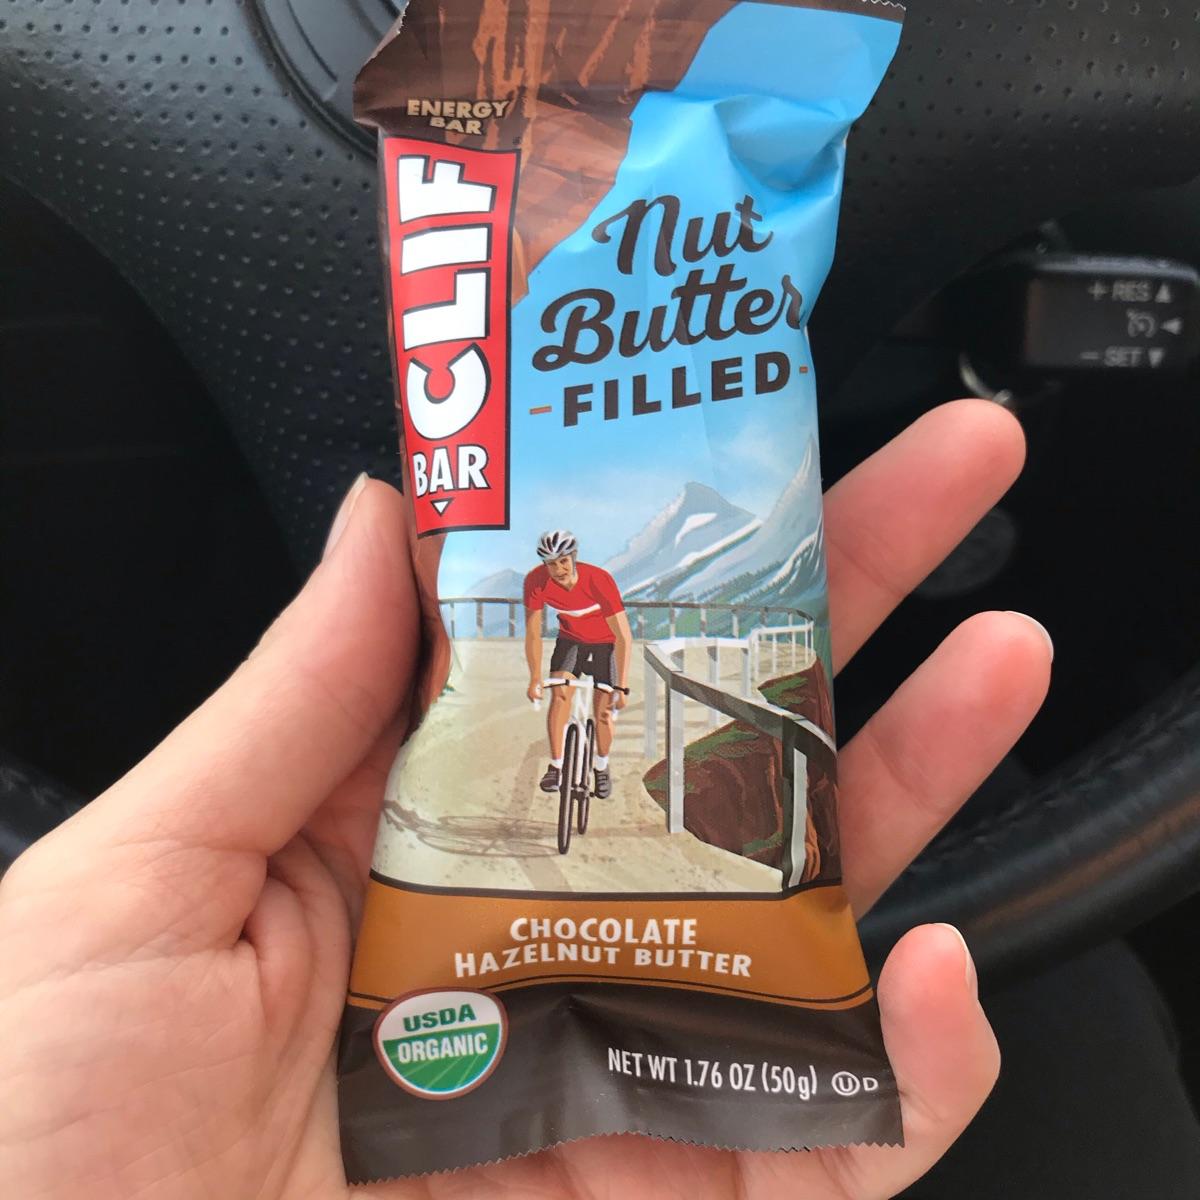 ENERGY
BAR
CLIF
BAR
Nut
Butter
-FILLED-
CHOCOLATE
HAZELNUT BUTTER
USDA
ORGANIC
NET WT 1.76 OZ (50g) U D
+ RES ▲
◄
− SET ▼